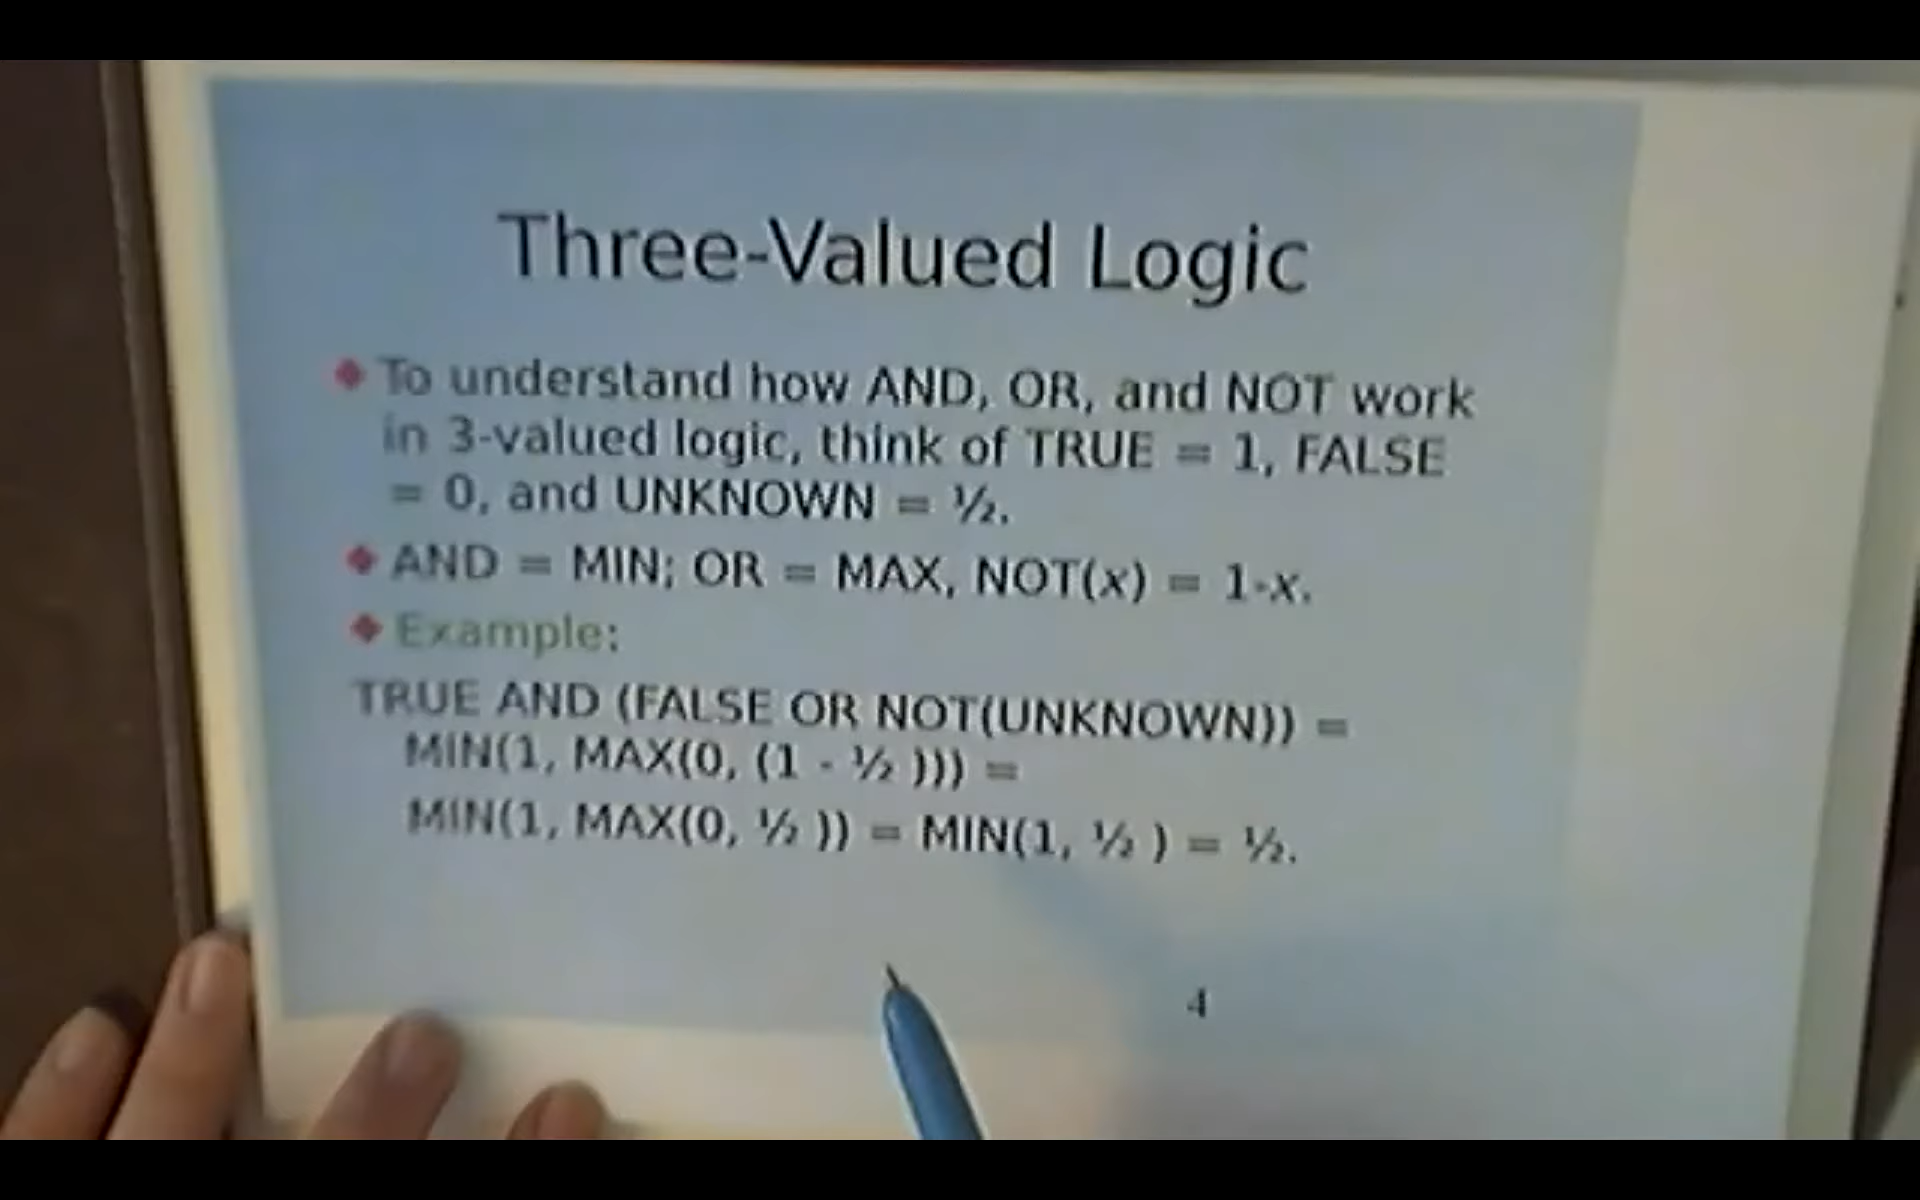 Three-Valued Logic
To understand how AND, OR, and NOT work
in 3-valued logic, think of TRUE = 1, FALSE
= 0, and UNKNOWN = ½.
AND = MIN; OR = MAX, NOT(x) = 1-x.
Example:
TRUE AND (FALSE OR NOT(UNKNOWN)) =
MIN(1, MAX(0, (1 - ½ ))) =
MIN(1, MAX(0, ½ )) = MIN(1, ½ ) = ½.
4